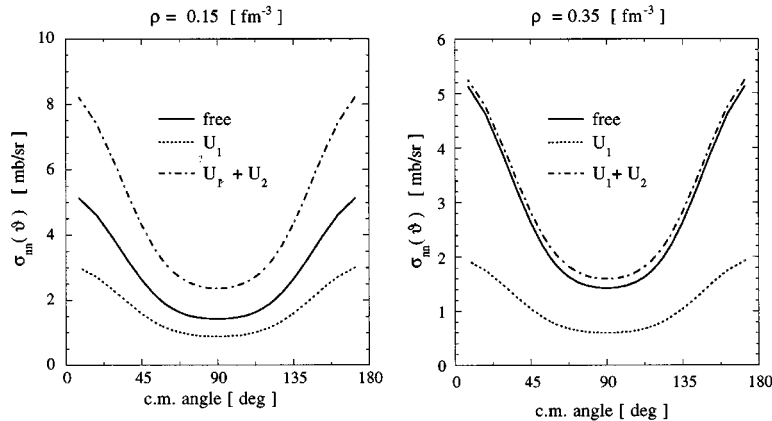 ρ = 0.15 [ fm⁻³ ]
σnn(ϑ) [ mb/sr ]
10
8
6
4
2
0
free
U₁
U₁ + U₂
0 45 90 135 180
c.m. angle [ deg ]
ρ = 0.35 [ fm⁻³ ]
σnn(ϑ) [ mb/sr ]
6
5
4
3
2
1
0
free
U₁
U₁+ U₂
0 45 90 135 180
c.m. angle [ deg ]